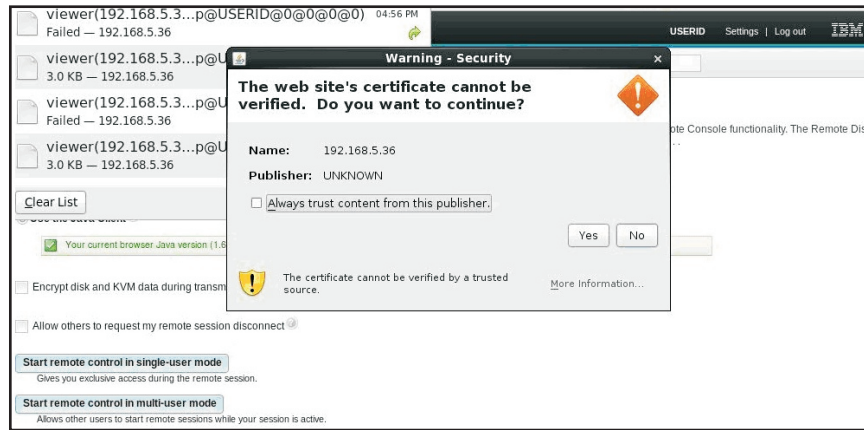 viewer(192.168.5.3...p@USERID@0@0@0@0) 04:56 PM
Failed — 192.168.5.36
viewer(192.168.5.3...p@U
3.0 KB — 192.168.5.36
viewer(192.168.5.3...p@U
Failed — 192.168.5.36
viewer(192.168.5.3...p@U
3.0 KB — 192.168.5.36
Clear List
USERID Settings | Log out IBM
Warning - Security
The web site's certificate cannot be
verified. Do you want to continue?
Name: 192.168.5.36
Publisher: UNKNOWN
Always trust content from this publisher.
Yes No
The certificate cannot be verified by a trusted
source.
More Information...
ote Console functionality. The Remote Dis
Use the Java Client
Your current browser Java version (1.6
Encrypt disk and KVM data during transm
Allow others to request my remote session disconnect
Start remote control in single-user mode
Gives you exclusive access during the remote session.
Start remote control in multi-user mode
Allows other users to start remote sessions while your session is active.